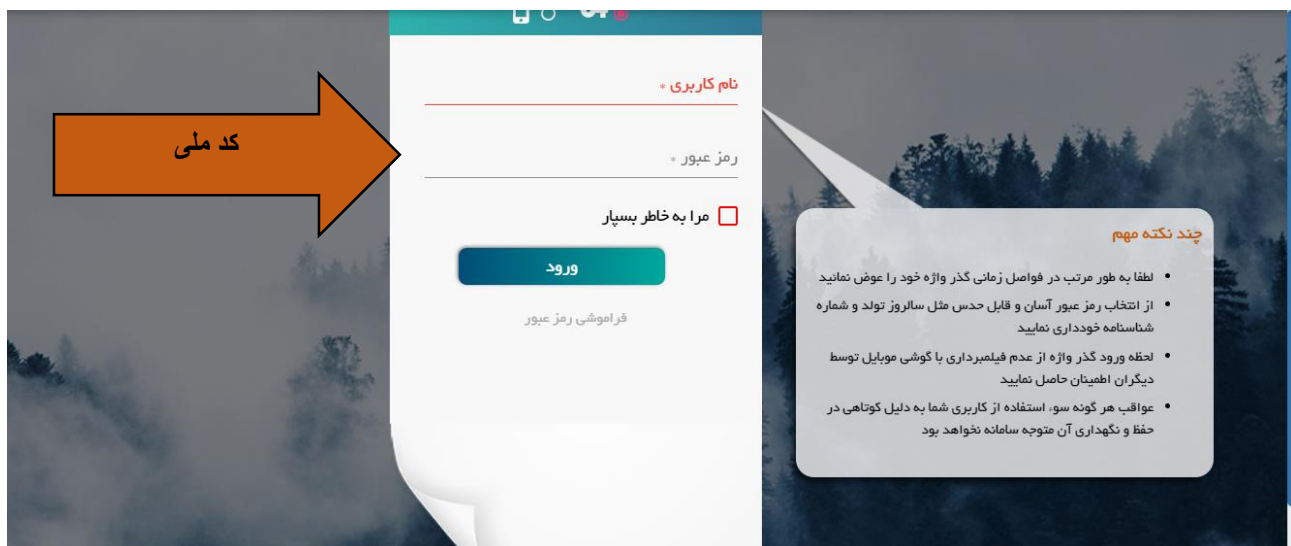 نام کاربری *
کد ملی
رمز عبور *
مرا به خاطر بسپار
ورود
فراموشی رمز عبور
چند نکته مهم
• لطفا به طور مرتب در فواصل زمانی گذر واژه خود را عوض نمائید
• از انتخاب رمز عبور آسان و قابل حدس مثل سالروز تولد و شماره
شناسنامه خودداری نمایید
• لحظه ورود گذر واژه از عدم فیلمبرداری با گوشی موبایل توسط
دیگران اطمینان حاصل نمایید
• عواقب هر گونه سوء استفاده از کاربری شما به دلیل کوتاهی در
حفظ و نگهداری آن متوجه سامانه نخواهد بود